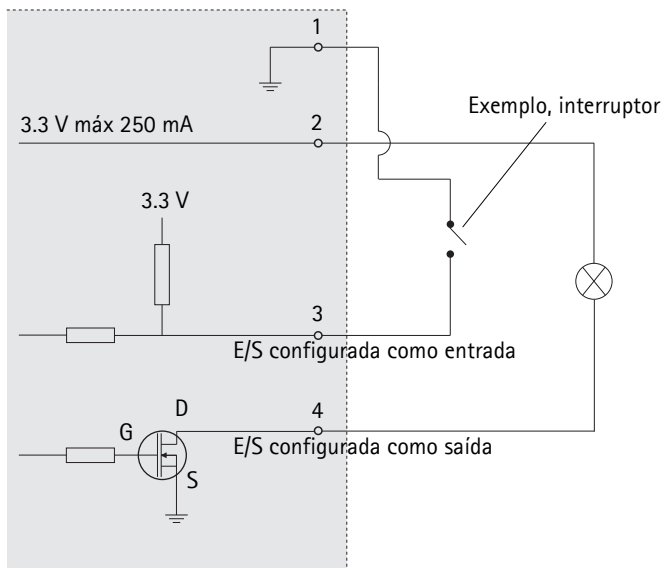 1
Exemplo, interruptor
3.3 V máx 250 mA
2
3.3 V
3
E/S configurada como entrada
D
4
G
E/S configurada como saída
S